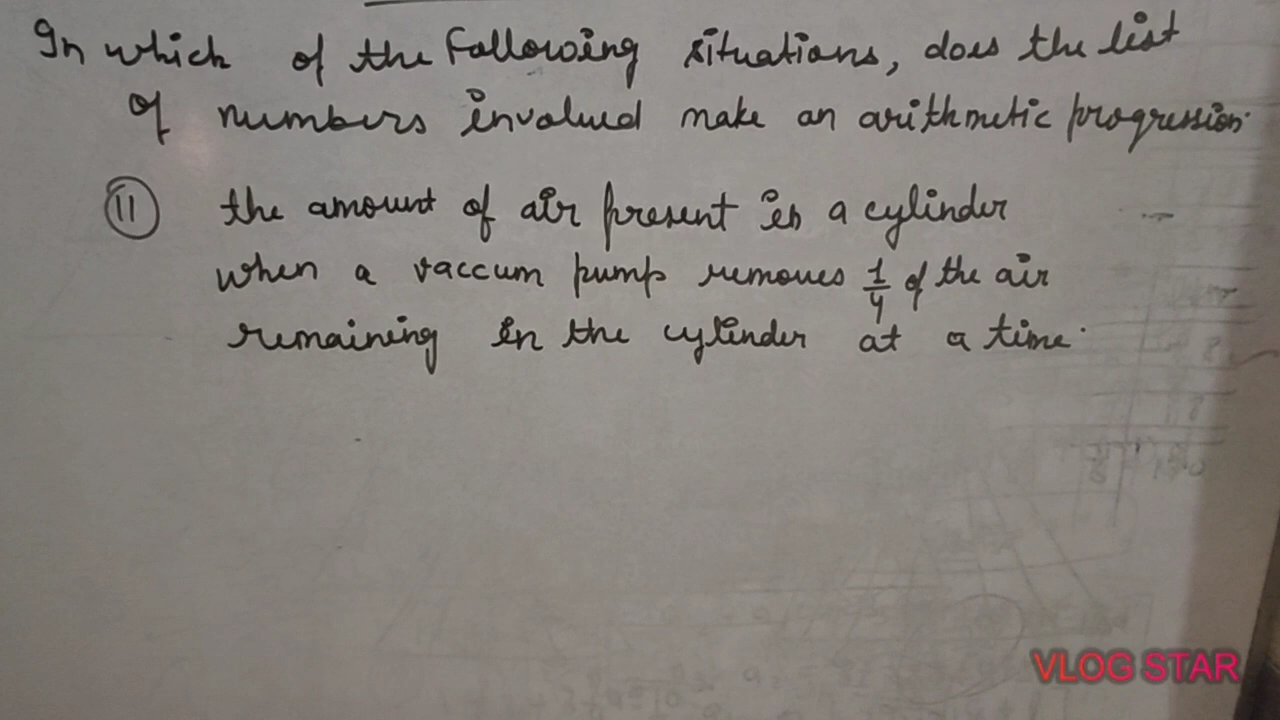 In which of the following situations, does the list
of numbers involved make an arithmetic progression.
(11) the amount of air present in a cylinder
when a vaccum pump removes 1/4 of the air
remaining in the cylinder at a time.
VLOG STAR